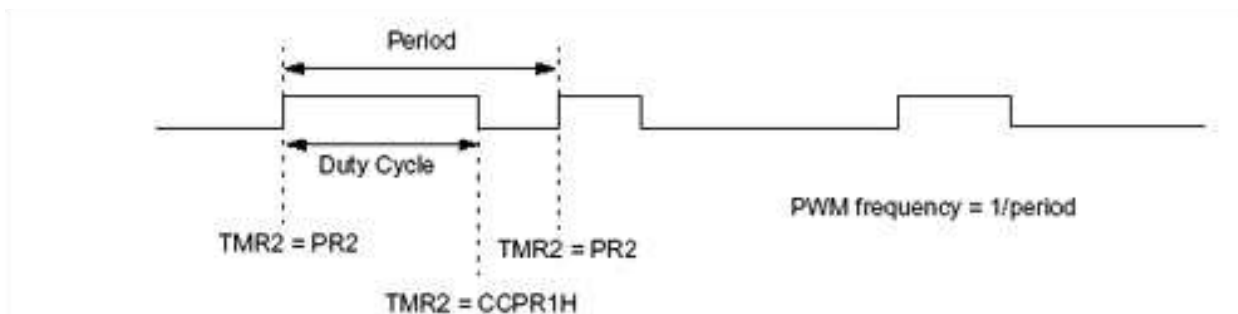 Period
Duty Cycle
PWM frequency = 1/period
TMR2 = PR2
TMR2 = PR2
TMR2 = CCPR1H